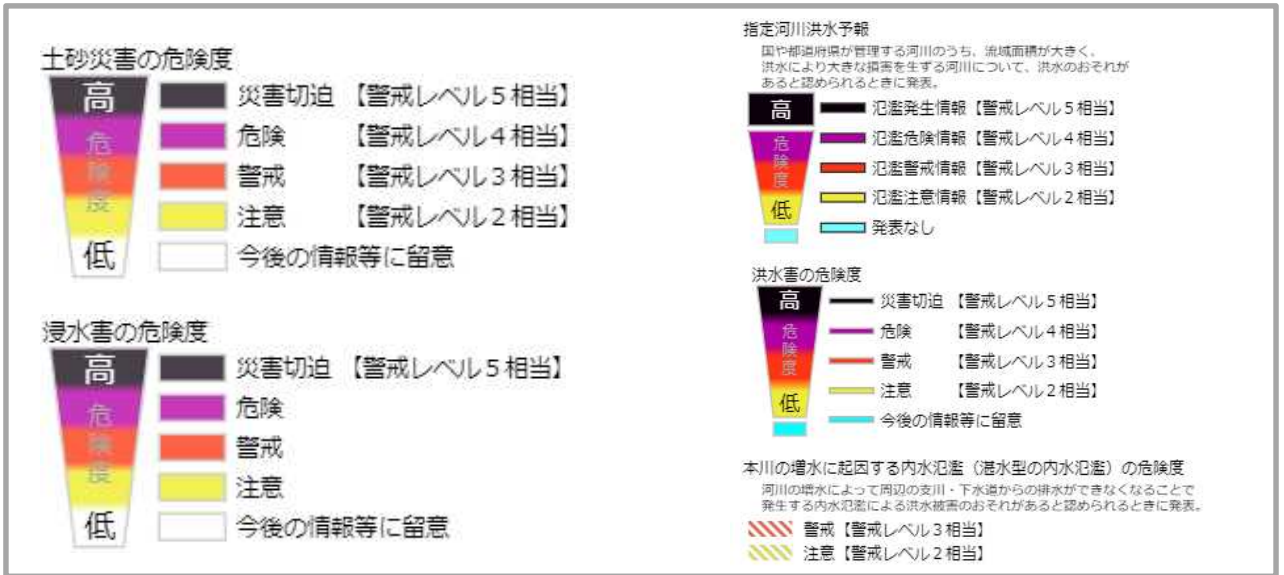 土砂災害の危険度
高
危険度
低
災害切迫 【警戒レベル5相当】
危険 【警戒レベル4相当】
警戒 【警戒レベル3相当】
注意 【警戒レベル2相当】
今後の情報等に留意
浸水害の危険度
高
危険度
低
災害切迫 【警戒レベル5相当】
危険
警戒
注意
今後の情報等に留意
指定河川洪水予報
国や都道府県が管理する河川のうち、流域面積が大きく、
洪水により大きな損害を生ずる河川について、洪水のおそれが
あると認められるときに発表。
高
危険度
低
氾濫発生情報【警戒レベル5相当】
氾濫危険情報【警戒レベル4相当】
氾濫警戒情報【警戒レベル3相当】
氾濫注意情報【警戒レベル2相当】
発表なし
洪水害の危険度
高
危険度
低
災害切迫 【警戒レベル5相当】
危険 【警戒レベル4相当】
警戒 【警戒レベル3相当】
注意 【警戒レベル2相当】
今後の情報等に留意
本川の増水に起因する内水氾濫（湛水型の内水氾濫）の危険度
河川の増水によって周辺の支川・下水道からの排水ができなくなることで
発生する内水氾濫による洪水被害のおそれがあると認められるときに発表。
警戒【警戒レベル3相当】
注意【警戒レベル2相当】